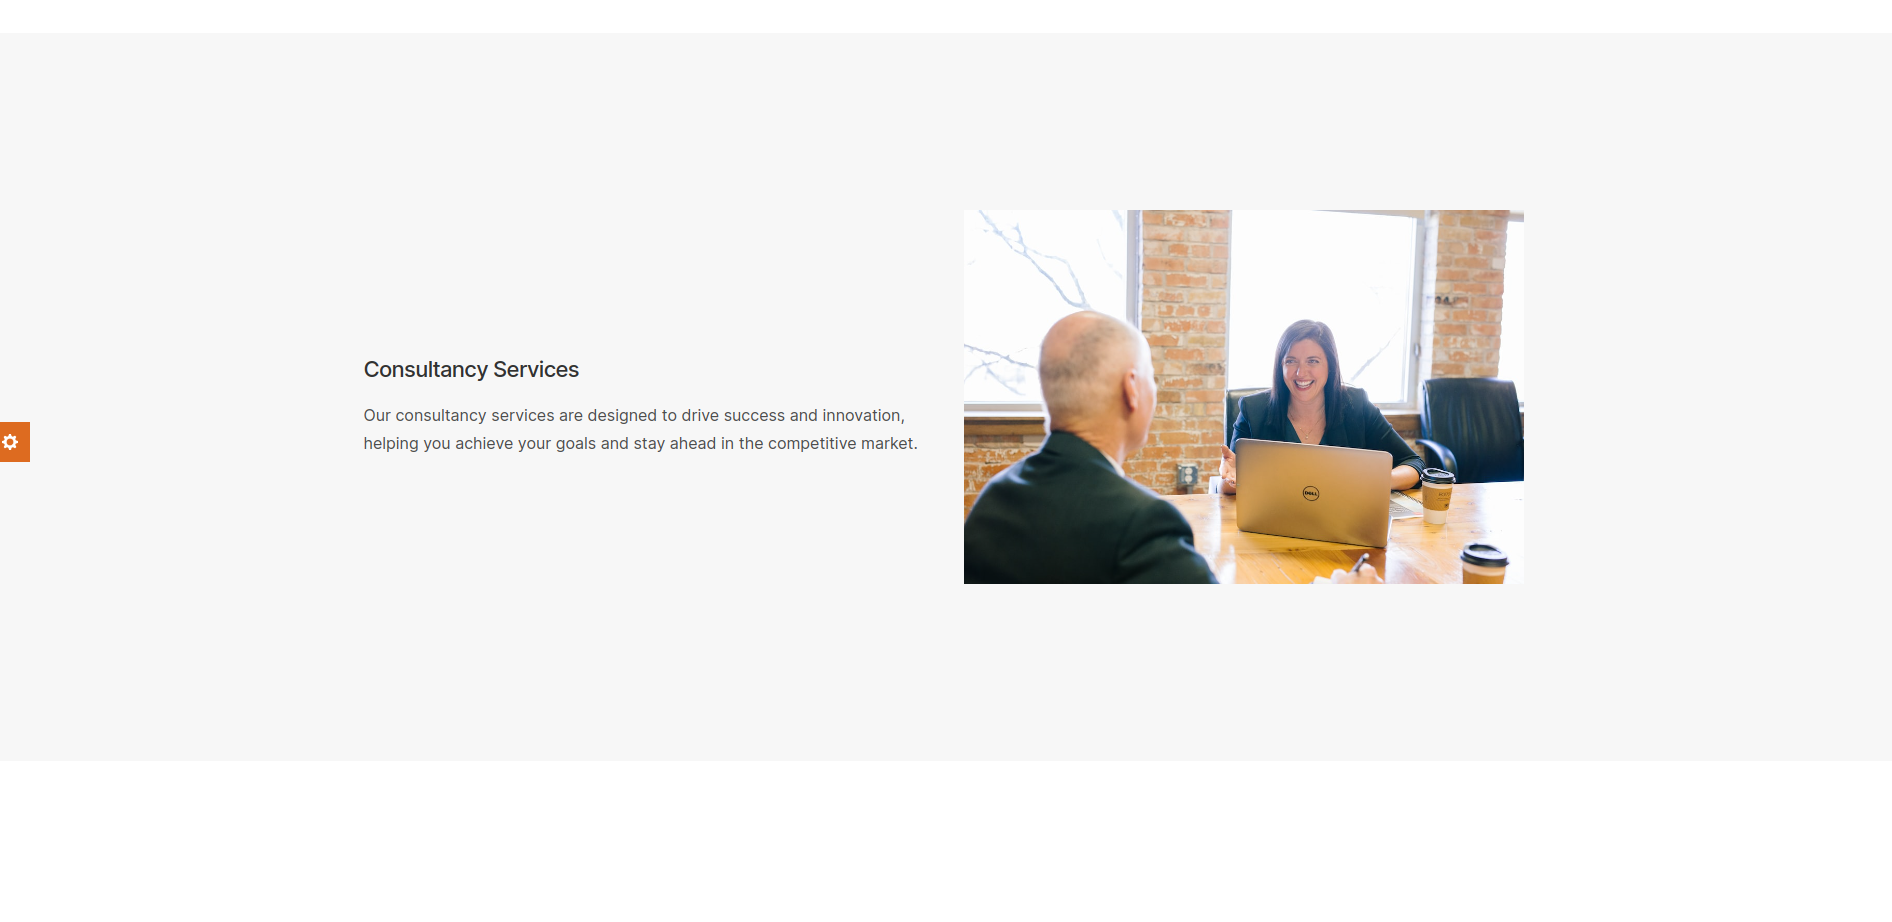 Consultancy Services
Our consultancy services are designed to drive success and innovation,
helping you achieve your goals and stay ahead in the competitive market.
DELL